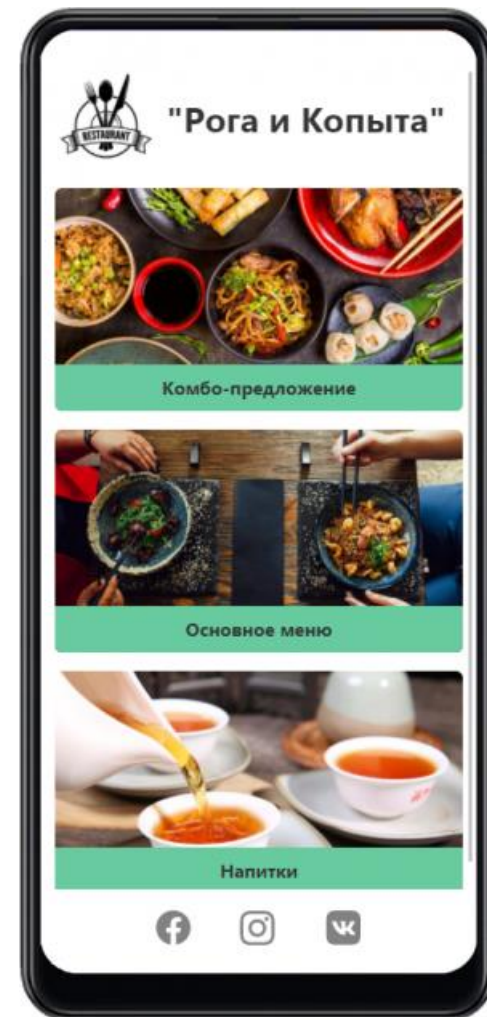 RESTAURANT
"Рога и Копыта"
Комбо-предложение
Основное меню
Напитки